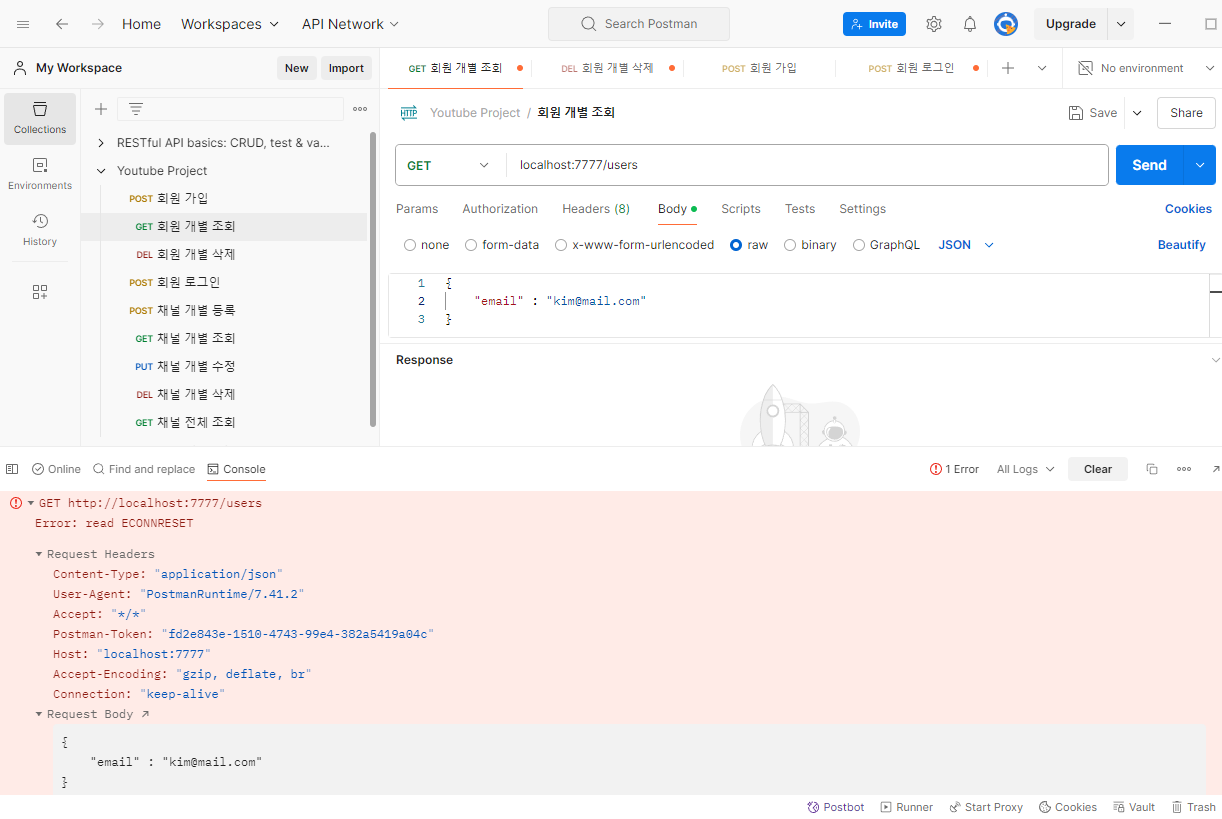 Home Workspaces API Network Search Postman Invite Upgrade
My Workspace New Import
GET 회원 개별 조회 DEL 회원 개별 삭제 POST 회원 가입 POST 회원 로그인 No environment
Collections
Environments
History
RESTful API basics: CRUD, test & va...
Youtube Project
POST 회원 가입
GET 회원 개별 조회
DEL 회원 개별 삭제
POST 회원 로그인
POST 채널 개별 등록
GET 채널 개별 조회
PUT 채널 개별 수정
DEL 채널 개별 삭제
GET 채널 전체 조회
HTTP Youtube Project / 회원 개별 조회 Save Share
GET localhost:7777/users Send
Params Authorization Headers (8) Body Scripts Tests Settings Cookies
none form-data x-www-form-urlencoded raw binary GraphQL JSON Beautify
1 {
2 "email" : "kim@mail.com"
3 }
Response
Online Find and replace Console 1 Error All Logs Clear
GET http://localhost:7777/users
Error: read ECONNRESET
Request Headers
Content-Type: "application/json"
User-Agent: "PostmanRuntime/7.41.2"
Accept: "*/*"
Postman-Token: "fd2e843e-1510-4743-99e4-382a5419a04c"
Host: "localhost:7777"
Accept-Encoding: "gzip, deflate, br"
Connection: "keep-alive"
Request Body
{
"email" : "kim@mail.com"
}
Postbot Runner Start Proxy Cookies Vault Trash